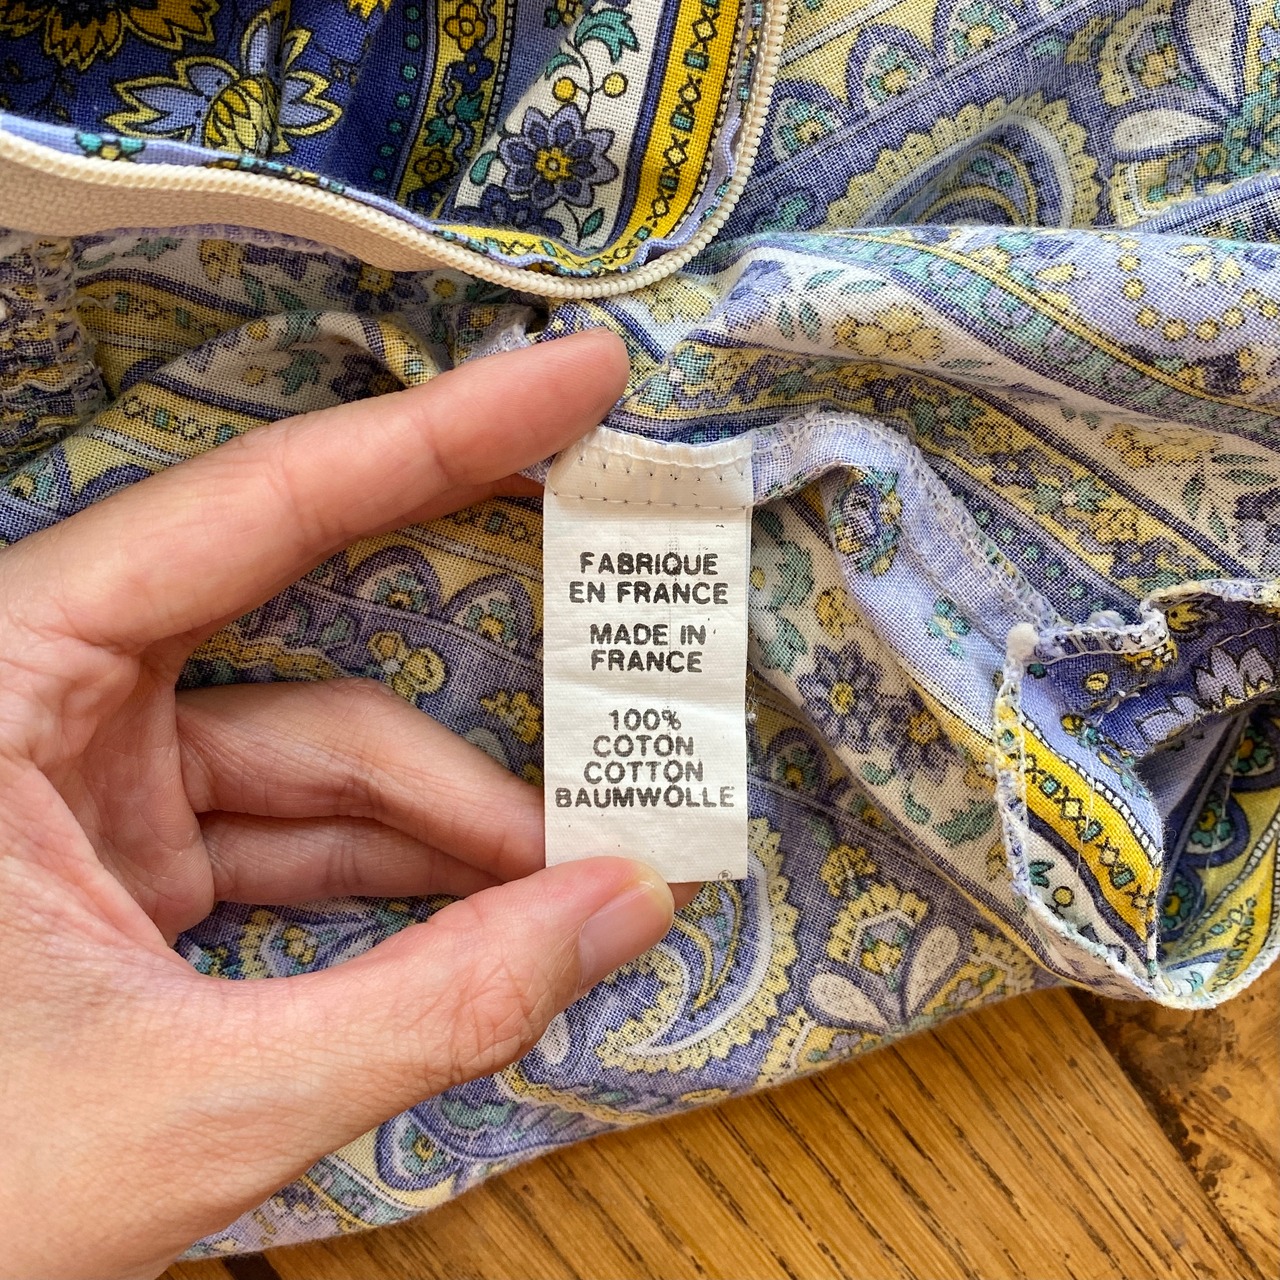 FABRIQUE
EN FRANCE
MADE IN
FRANCE
100%
COTON
COTTON
BAUMWOLLE
®